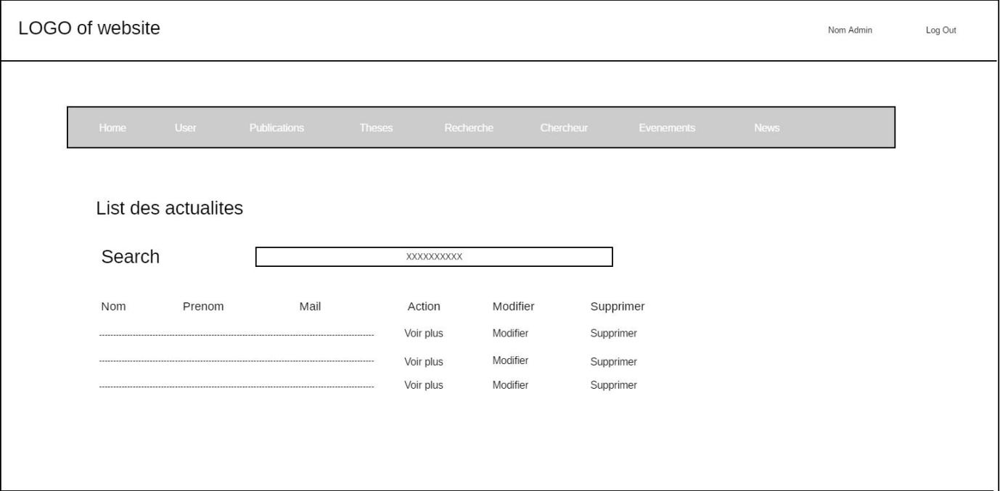 LOGO of website Nom Admin Log Out
Home User Publications Theses Recherche Chercheur Evenements News
List des actualites
Search XXXXXXXXXX
Nom Prenom Mail Action Modifier Supprimer
Voir plus Modifier Supprimer
Voir plus Modifier Supprimer
Voir plus Modifier Supprimer